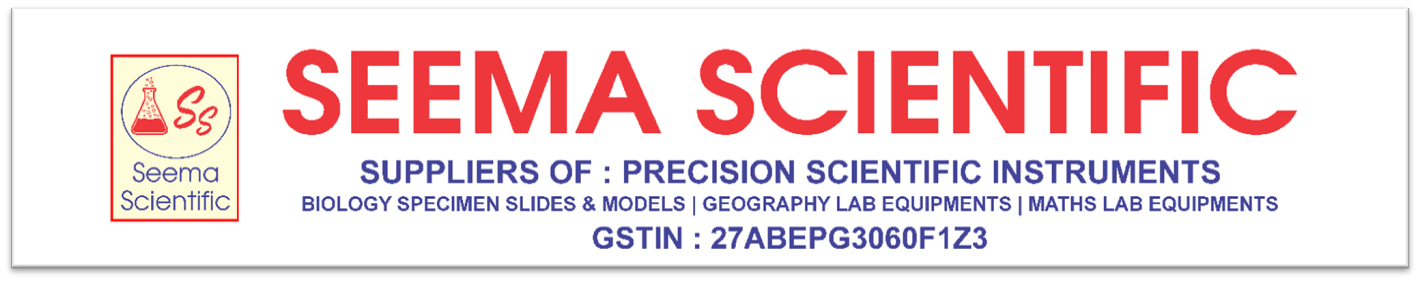 SS
Seema
Scientific
SEEMA SCIENTIFIC
SUPPLIERS OF : PRECISION SCIENTIFIC INSTRUMENTS
BIOLOGY SPECIMEN SLIDES & MODELS | GEOGRAPHY LAB EQUIPMENTS | MATHS LAB EQUIPMENTS
GSTIN : 27ABEPG3060F1Z3